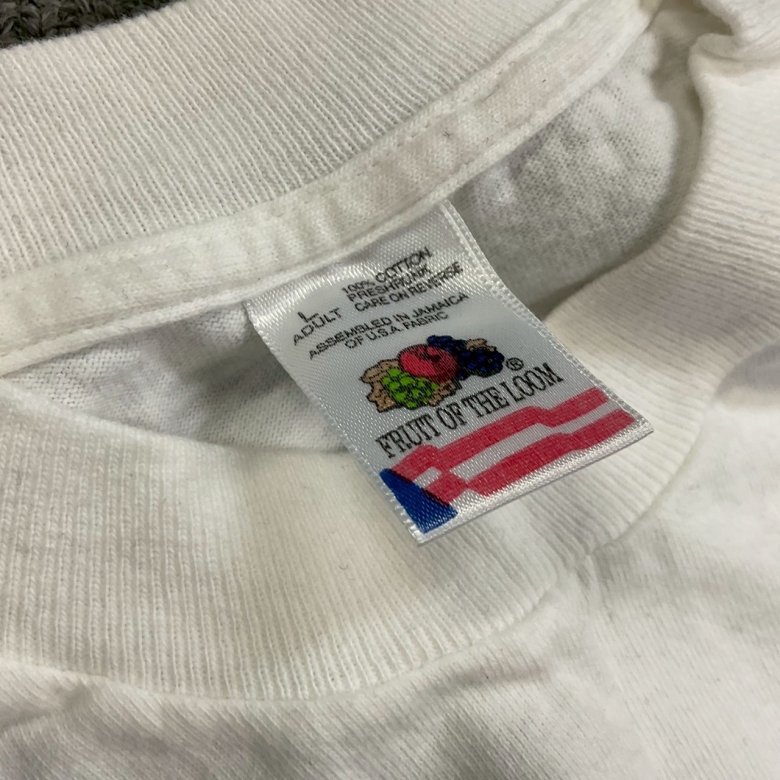 L
ADULT
100% COTTON
PRESHRUNK
CARE ON REVERSE
ASSEMBLED IN JAMAICA
OF U.S.A. FABRIC
®
FRUIT OF THE LOOM